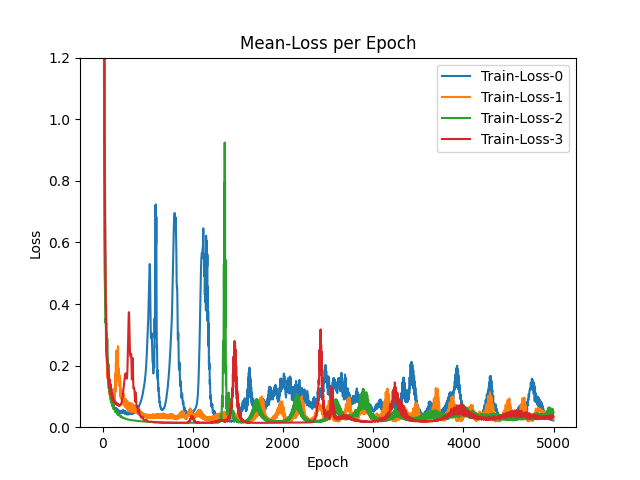 Mean-Loss per Epoch
1.2
1.0
0.8
0.6
0.4
0.2
0.0
Loss
Train-Loss-0
Train-Loss-1
Train-Loss-2
Train-Loss-3
0 1000 2000 3000 4000 5000
Epoch